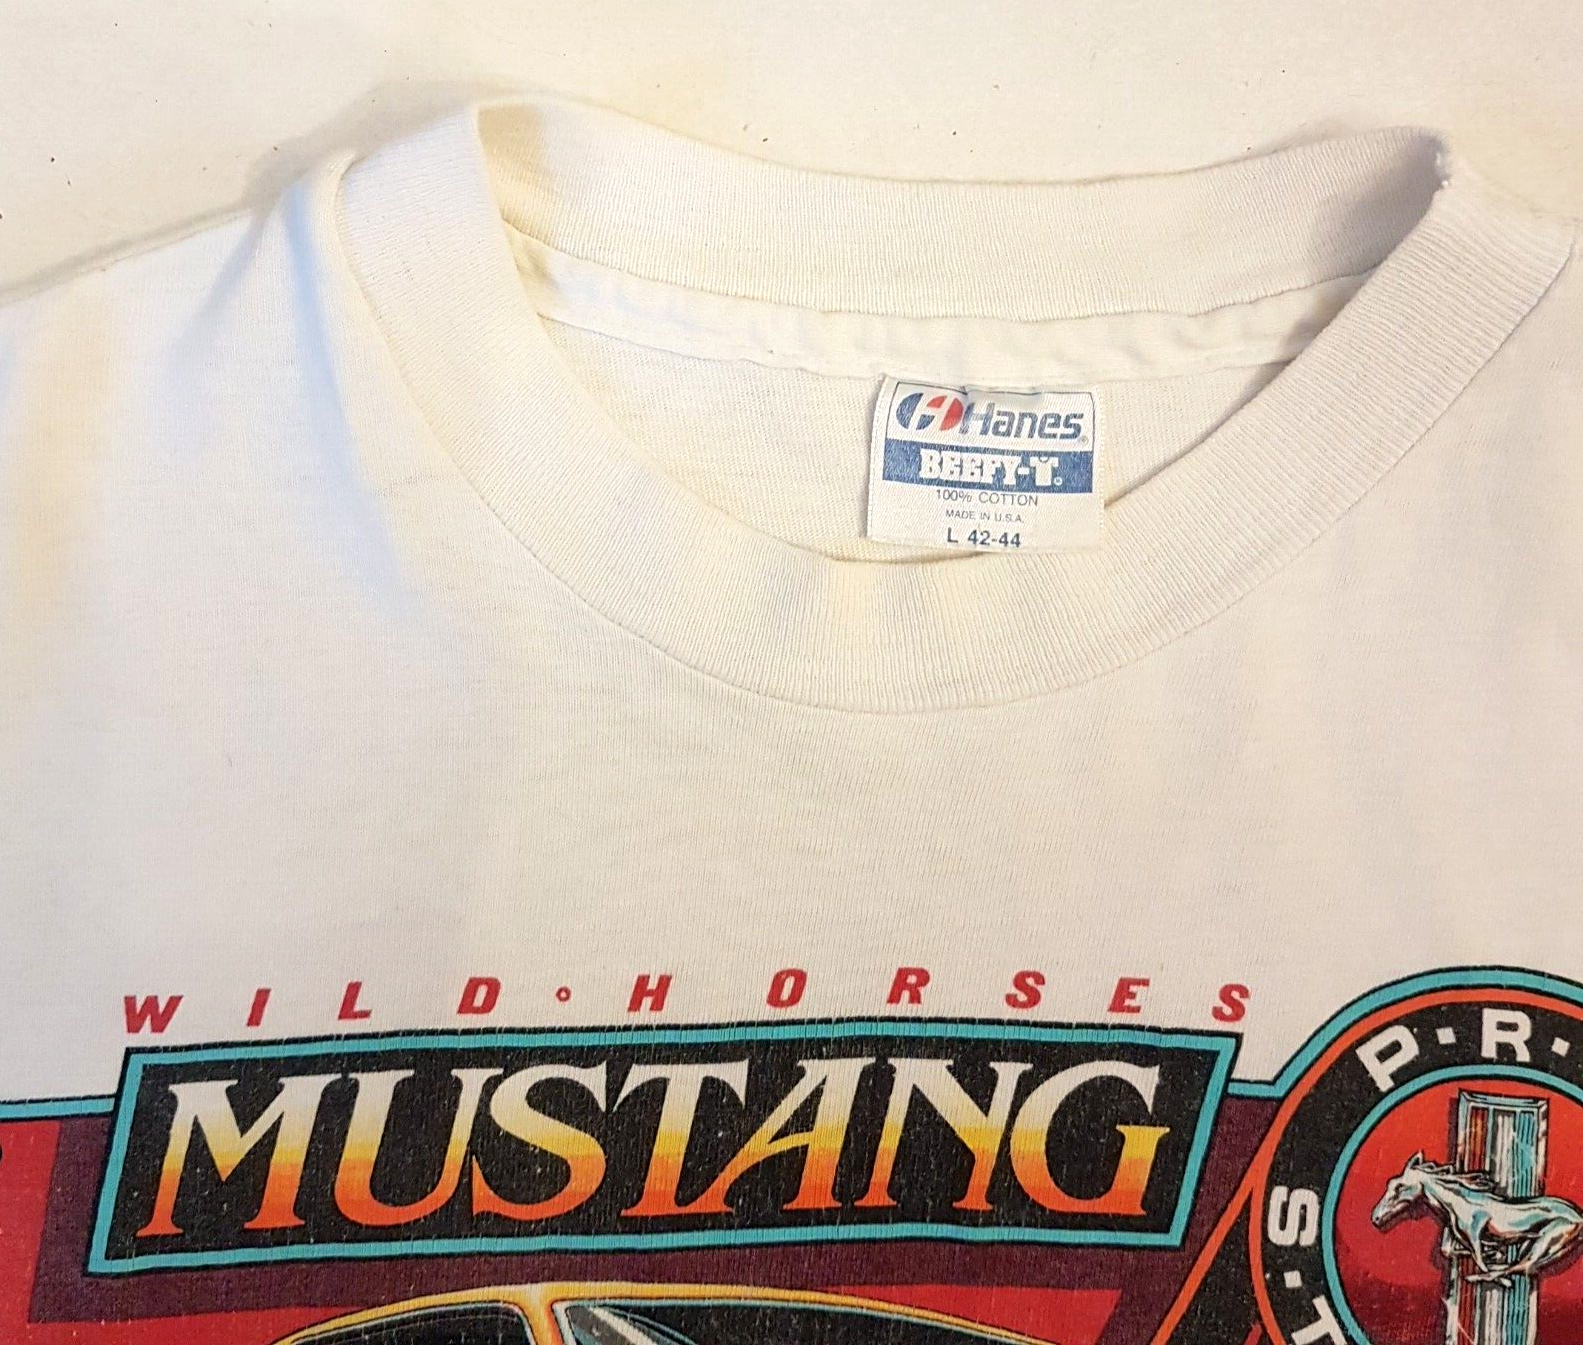 Hanes
BEEFY-T
100% COTTON
MADE IN U.S.A.
L 42-44
WILD•HORSES
MUSTANG
P•R•
S•T